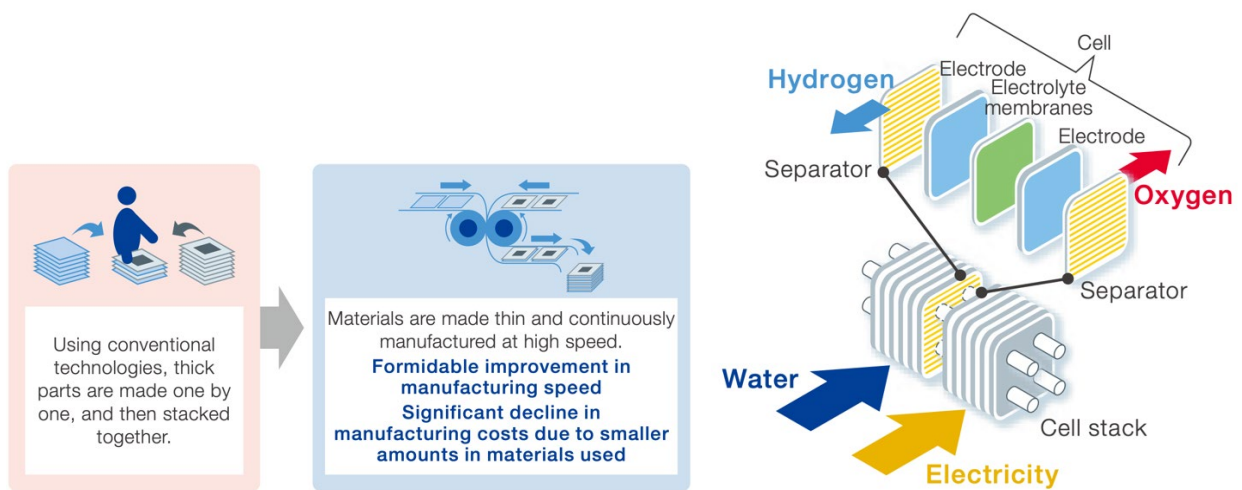 Using conventional
technologies, thick
parts are made one by
one, and then stacked
together.
Materials are made thin and continuously
manufactured at high speed.
Formidable improvement in
manufacturing speed
Significant decline in
manufacturing costs due to smaller
amounts in materials used
Cell
Electrode
Hydrogen
Electrolyte
membranes
Electrode
Separator
Oxygen
Separator
Water
Cell stack
Electricity